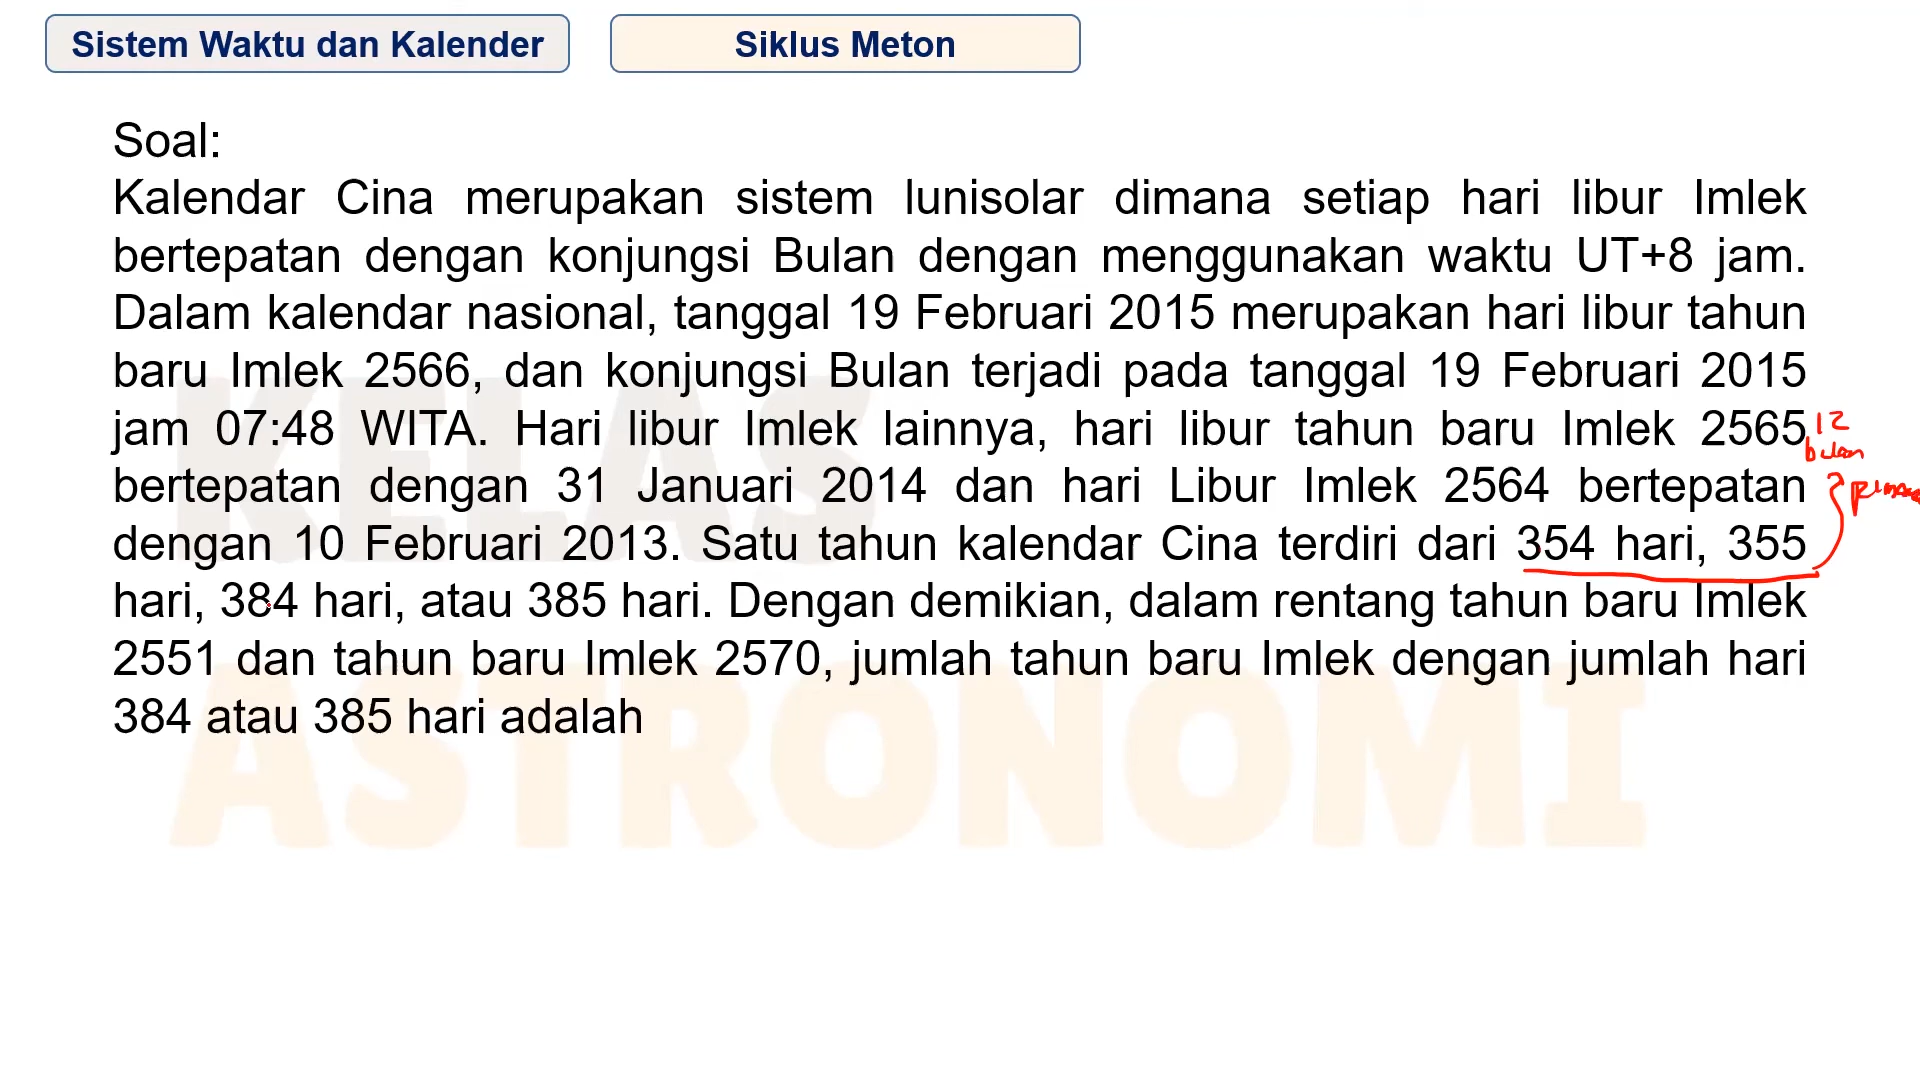 Sistem Waktu dan Kalender
Siklus Meton
Soal:
Kalendar Cina merupakan sistem lunisolar dimana setiap hari libur Imlek
bertepatan dengan konjungsi Bulan dengan menggunakan waktu UT+8 jam.
Dalam kalendar nasional, tanggal 19 Februari 2015 merupakan hari libur tahun
baru Imlek 2566, dan konjungsi Bulan terjadi pada tanggal 19 Februari 2015
jam 07:48 WITA. Hari libur Imlek lainnya, hari libur tahun baru Imlek 2565
bertepatan dengan 31 Januari 2014 dan hari Libur Imlek 2564 bertepatan
dengan 10 Februari 2013. Satu tahun kalendar Cina terdiri dari 354 hari, 355
hari, 384 hari, atau 385 hari. Dengan demikian, dalam rentang tahun baru Imlek
2551 dan tahun baru Imlek 2570, jumlah tahun baru Imlek dengan jumlah hari
384 atau 385 hari adalah
12
bulan
KELAS
ASTRONOMI